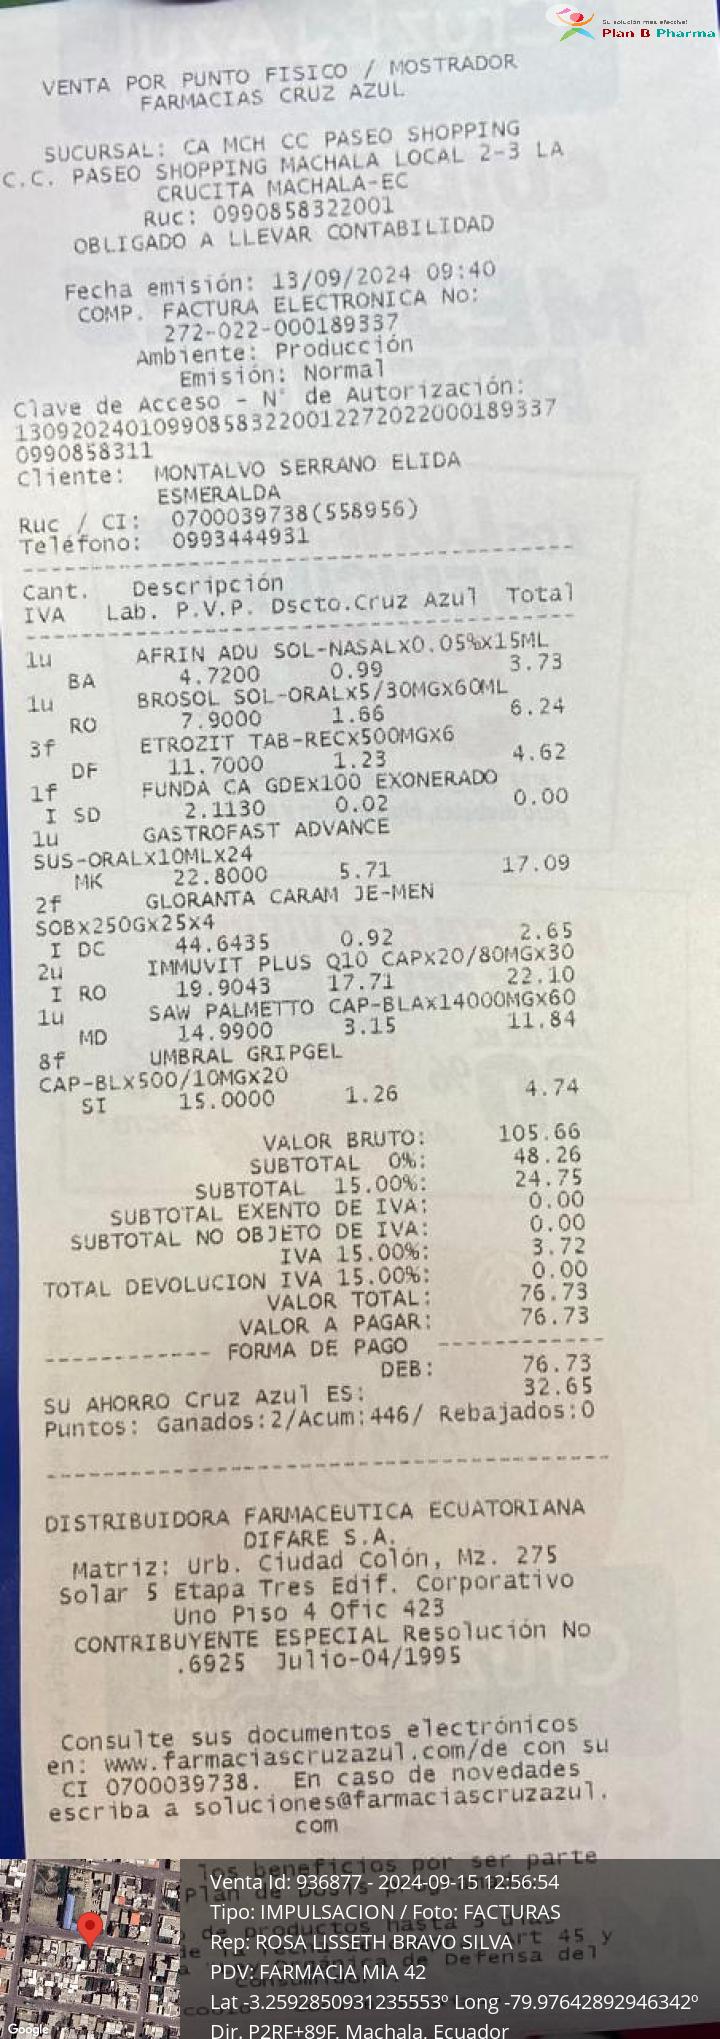 Su solución más efectiva!
Plan B Pharma
VENTA POR PUNTO FISICO / MOSTRADOR
FARMACIAS CRUZ AZUL
SUCURSAL: CA MCH CC PASEO SHOPPING
C.C. PASEO SHOPPING MACHALA LOCAL 2-3 LA
CRUCITA MACHALA-EC
Ruc: 0990858322001
OBLIGADO A LLEVAR CONTABILIDAD
Fecha emisión: 13/09/2024 09:40
COMP. FACTURA ELECTRONICA No:
272-022-000189337
Ambiente: Producción
Emisión: Normal
Clave de Acceso - N° de Autorización:
130920240109908583220012272022000189337
0990858311
Cliente: MONTALVO SERRANO ELIDA
ESMERALDA
Ruc / CI: 0700039738(558956)
Teléfono: 0993444931
Cant. Descripción
IVA Lab. P.V.P. Dscto.Cruz Azul Total
1u AFRIN ADU SOL-NASALx0.05%x15ML
BA 4.7200 0.99 3.73
1u BROSOL SOL-ORALx5/30MGx60ML
RO 7.9000 1.66 6.24
3f ETROZIT TAB-RECx500MGx6
DF 11.7000 1.23 4.62
1f FUNDA CA GDEx100 EXONERADO
I SD 2.1130 0.02 0.00
1u GASTROFAST ADVANCE
SUS-ORALx10MLx24
MK 22.8000 5.71 17.09
2f GLORANTA CARAM JE-MEN
SOBx250Gx25x4
I DC 44.6435 0.92 2.65
2u IMMUVIT PLUS Q10 CAPx20/80MGx30
I RO 19.9043 17.71 22.10
1u SAW PALMETTO CAP-BLAx14000MGx60
MD 14.9900 3.15 11.84
8f UMBRAL GRIPGEL
CAP-BLx500/10MGx20
SI 15.0000 1.26 4.74
VALOR BRUTO: 105.66
SUBTOTAL 0%: 48.26
SUBTOTAL 15.00%: 24.75
SUBTOTAL EXENTO DE IVA: 0.00
SUBTOTAL NO OBJETO DE IVA: 0.00
IVA 15.00%: 3.72
TOTAL DEVOLUCION IVA 15.00%: 0.00
VALOR TOTAL: 76.73
VALOR A PAGAR: 76.73
------------ FORMA DE PAGO ------------
DEB: 76.73
SU AHORRO Cruz Azul ES: 32.65
Puntos: Ganados:2/Acum:446/ Rebajados:0
DISTRIBUIDORA FARMACEUTICA ECUATORIANA
DIFARE S.A.
Matriz: Urb. Ciudad Colón, Mz. 275
Solar 5 Etapa Tres Edif. Corporativo
Uno Piso 4 Ofic 423
CONTRIBUYENTE ESPECIAL Resolución No
.6925 Julio-04/1995
Consulte sus documentos electrónicos
en: www.farmaciascruzazul.com/de con su
CI 0700039738. En caso de novedades
escriba a soluciones@farmaciascruzazul.
com
los beneficios por ser parte
Venta Id: 936877 - 2024-09-15 12:56:54
Tipo: IMPULSACION / Foto: FACTURAS
Rep: ROSA LISSETH BRAVO SILVA
PDV: FARMACIA MIA 42
Lat -3.2592850931235553º Long -79.97642892946342º
Dir. P2RF+89F, Machala, Ecuador
Google